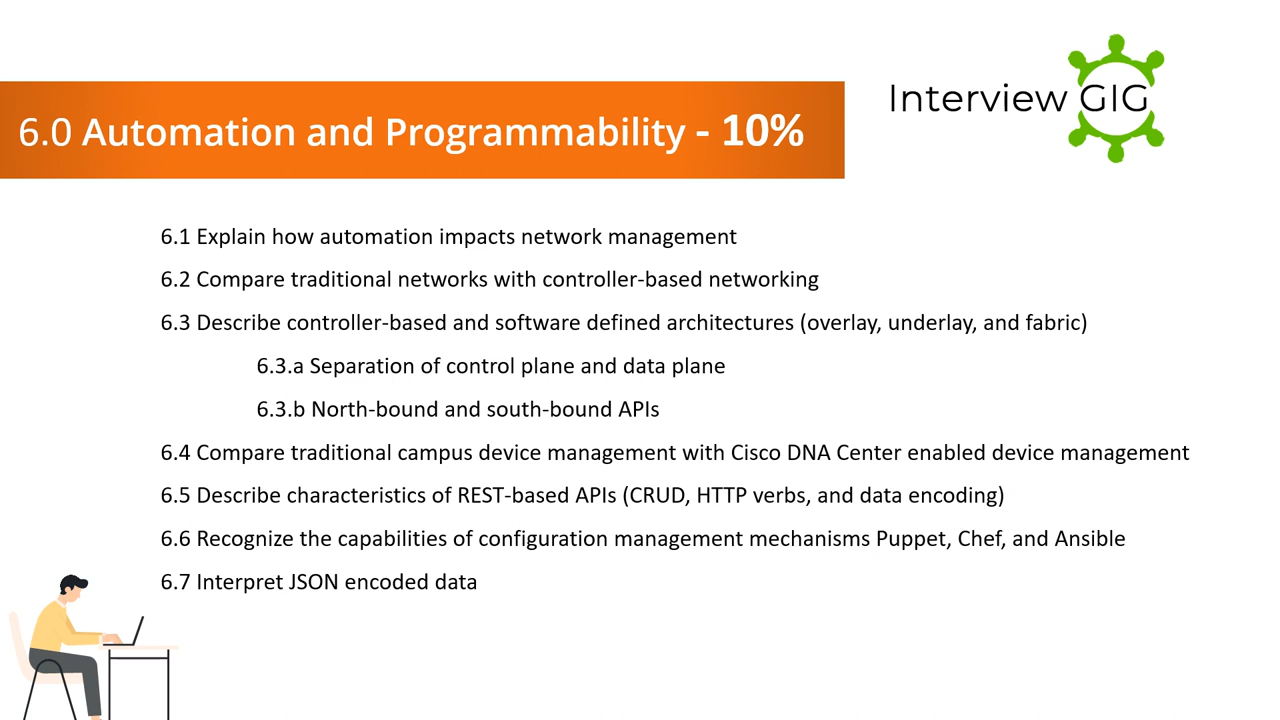 Interview GIG
6.0 Automation and Programmability - 10%
6.1 Explain how automation impacts network management
6.2 Compare traditional networks with controller-based networking
6.3 Describe controller-based and software defined architectures (overlay, underlay, and fabric)
6.3.a Separation of control plane and data plane
6.3.b North-bound and south-bound APIs
6.4 Compare traditional campus device management with Cisco DNA Center enabled device management
6.5 Describe characteristics of REST-based APIs (CRUD, HTTP verbs, and data encoding)
6.6 Recognize the capabilities of configuration management mechanisms Puppet, Chef, and Ansible
6.7 Interpret JSON encoded data